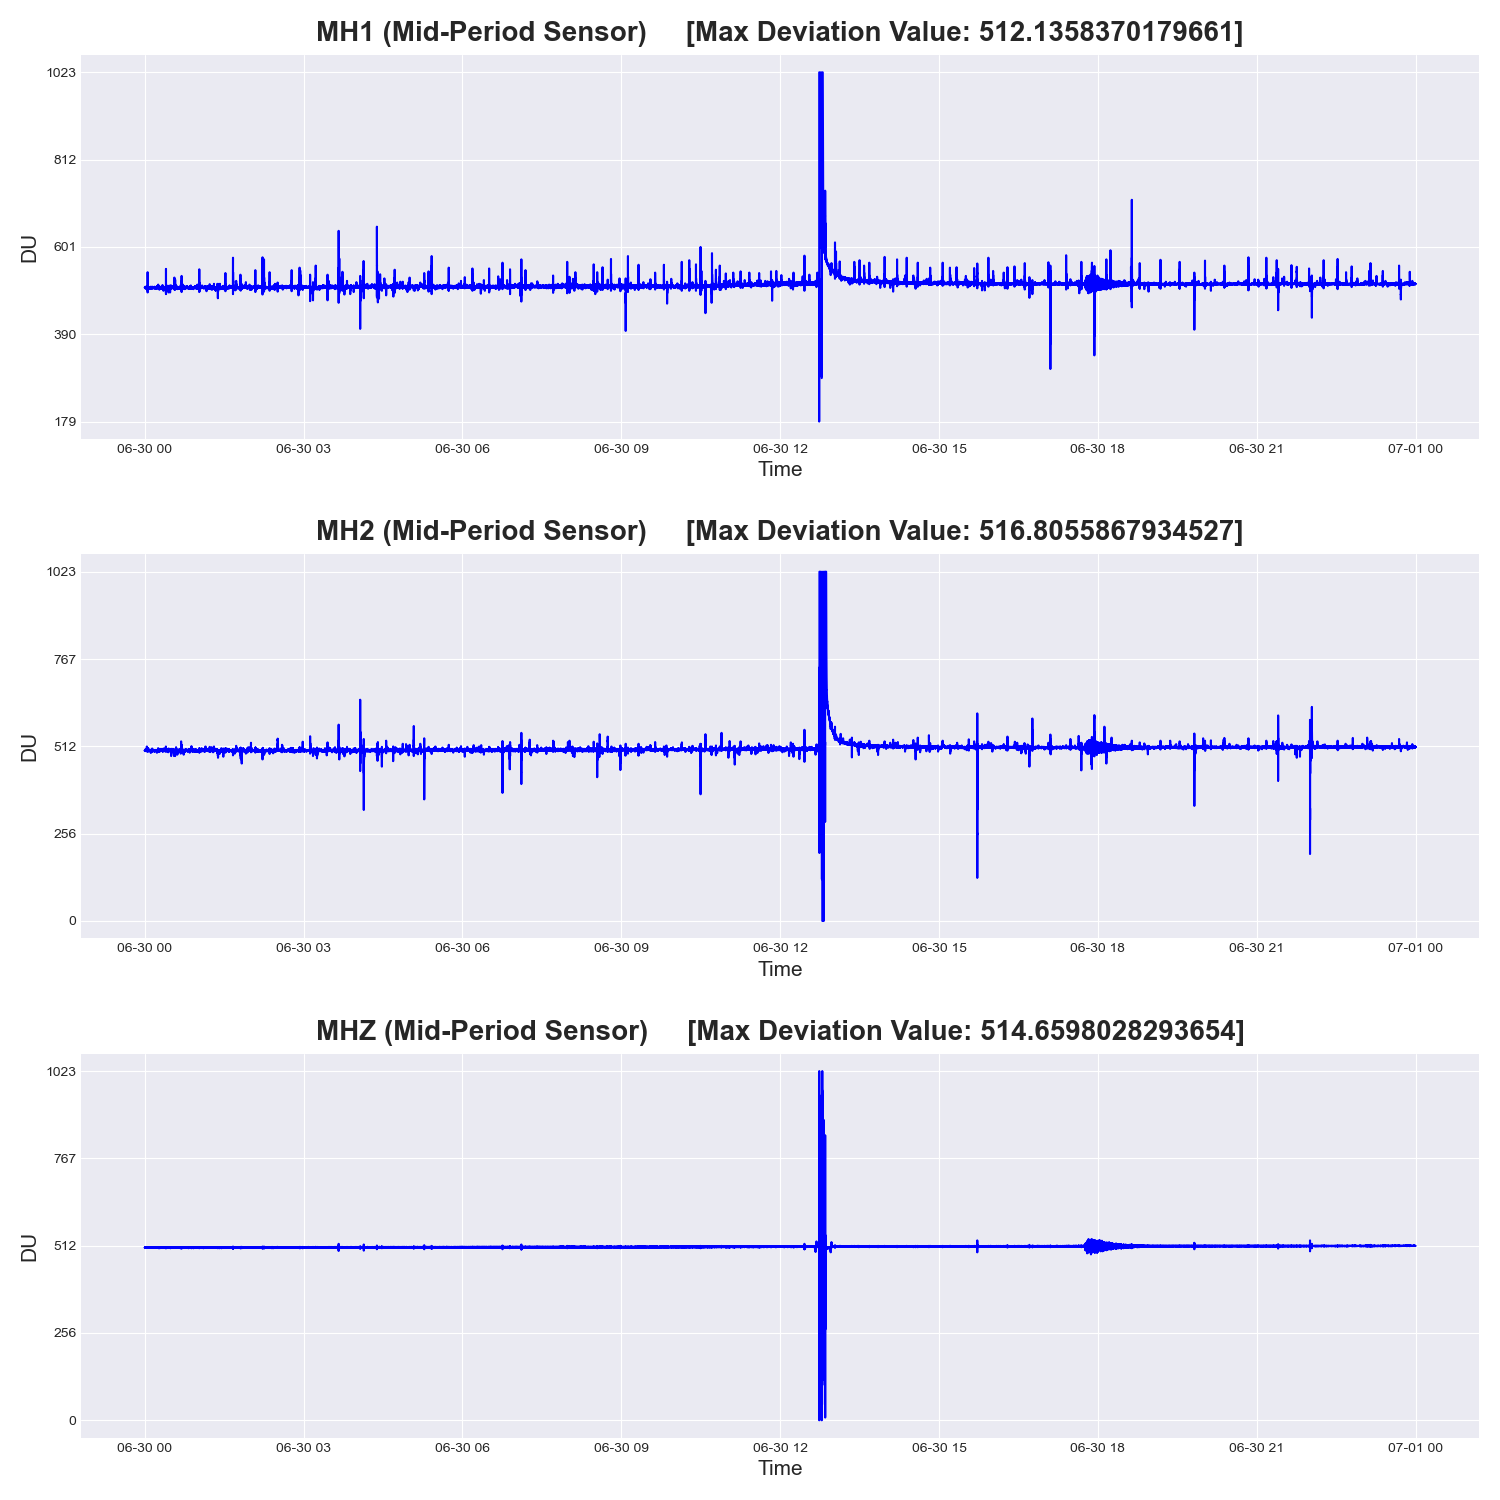 MH1 (Mid-Period Sensor) [Max Deviation Value: 512.1358370179661]
1023
812
601
390
179
DU
06-30 00 06-30 03 06-30 06 06-30 09 06-30 12 06-30 15 06-30 18 06-30 21 07-01 00
Time
MH2 (Mid-Period Sensor) [Max Deviation Value: 516.8055867934527]
1023
767
512
256
0
DU
06-30 00 06-30 03 06-30 06 06-30 09 06-30 12 06-30 15 06-30 18 06-30 21 07-01 00
Time
MHZ (Mid-Period Sensor) [Max Deviation Value: 514.6598028293654]
1023
767
512
256
0
DU
06-30 00 06-30 03 06-30 06 06-30 09 06-30 12 06-30 15 06-30 18 06-30 21 07-01 00
Time